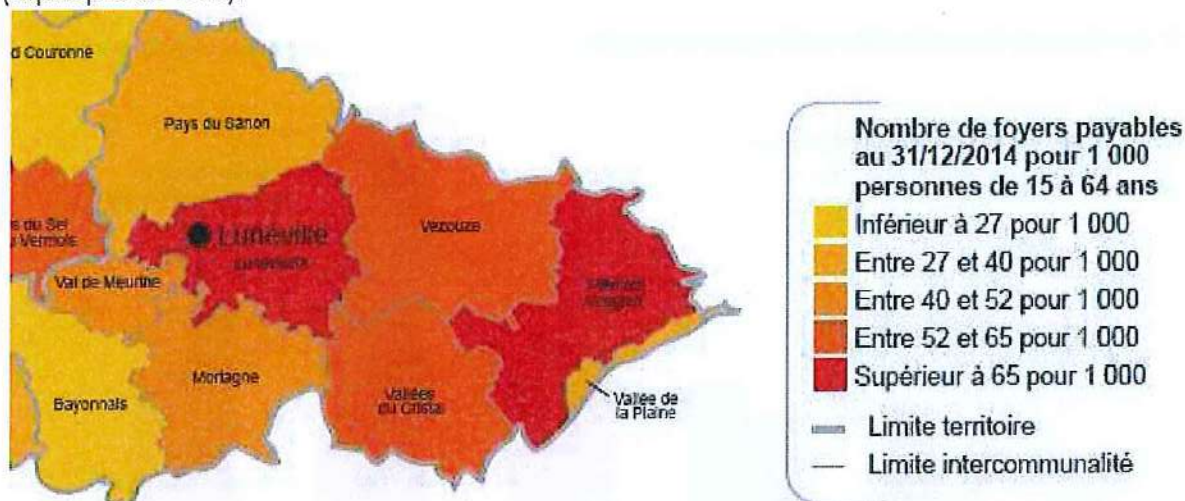 d Couronne
Pays du Sanon
s du Sel
Vermois
Lunéville
Vezouze
Val de Meurthe
Mortagne
Bayonnais
Vallées
du Cristal
Vallée de
la Plaine
Nombre de foyers payables
au 31/12/2014 pour 1 000
personnes de 15 à 64 ans
Inférieur à 27 pour 1 000
Entre 27 et 40 pour 1 000
Entre 40 et 52 pour 1 000
Entre 52 et 65 pour 1 000
Supérieur à 65 pour 1 000
Limite territoire
Limite intercommunalité